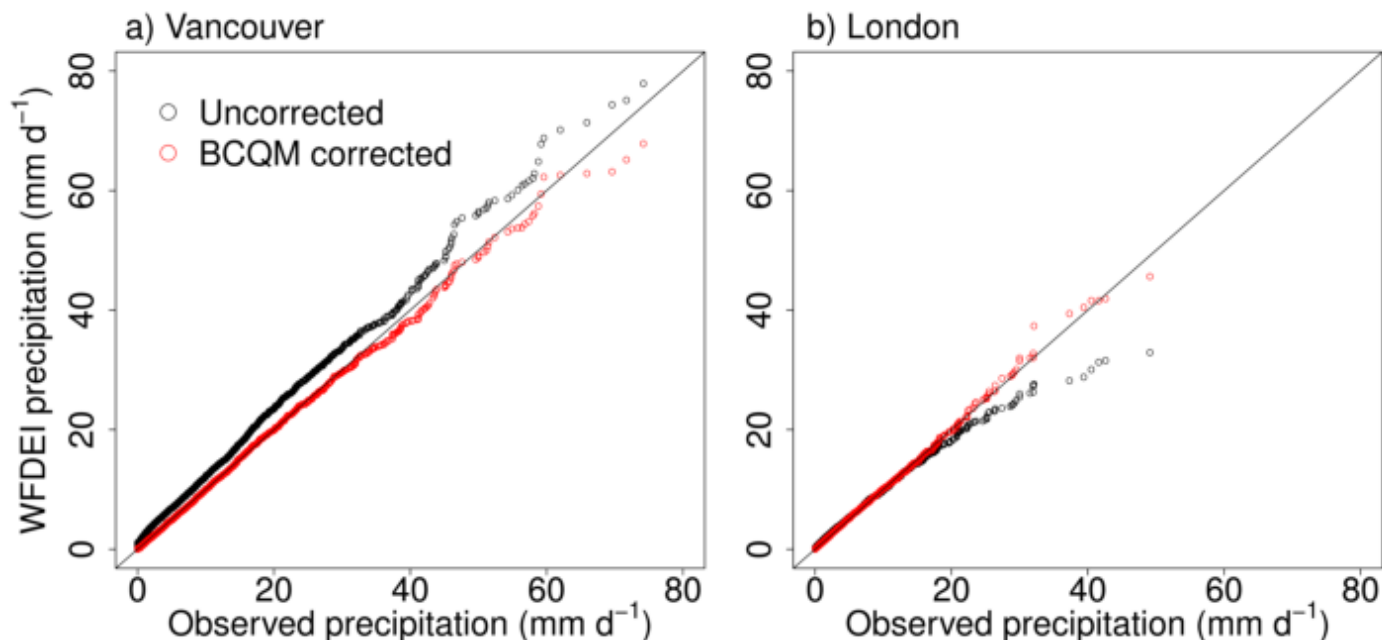 a) Vancouver
b) London
WFDEI precipitation (mm d⁻¹)
80
60
40
20
0
Uncorrected
BCQM corrected
0 20 40 60 80
Observed precipitation (mm d⁻¹)
80
60
40
20
0
0 20 40 60 80
Observed precipitation (mm d⁻¹)